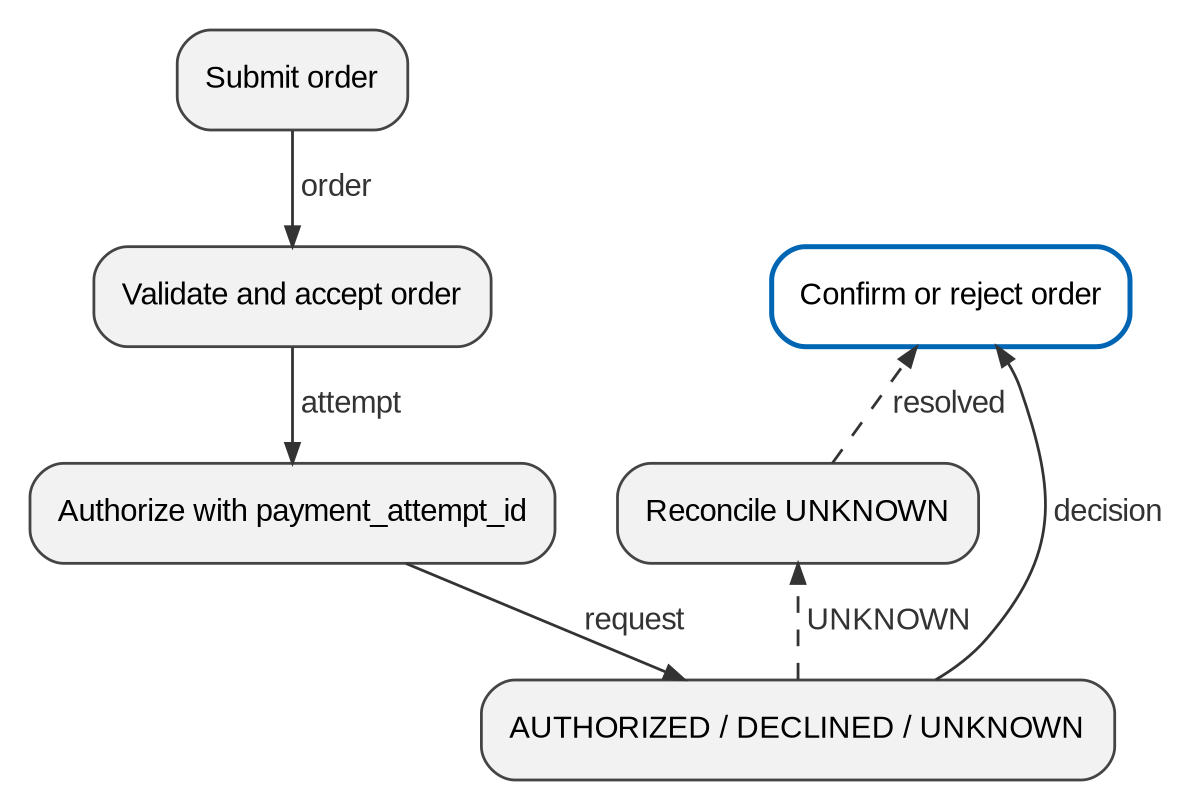 Submit order
order
Validate and accept order
Confirm or reject order
attempt
resolved
Authorize with payment_attempt_id
Reconcile UNKNOWN
decision
request
UNKNOWN
AUTHORIZED / DECLINED / UNKNOWN